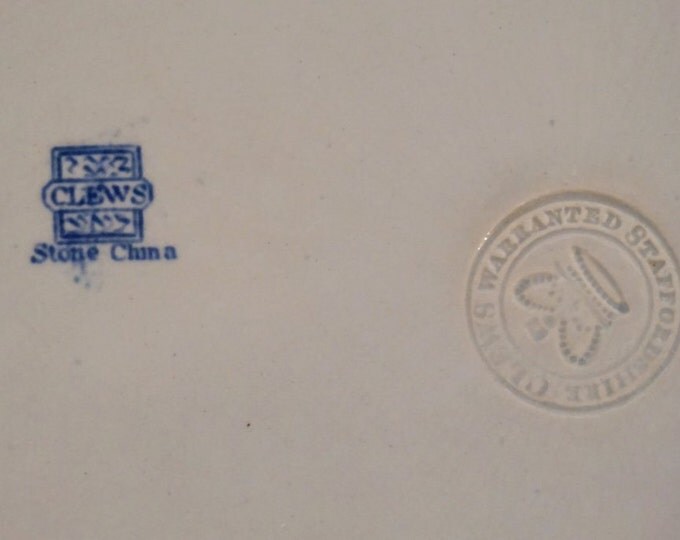 CLEWS
Stone China
CLEWS WARRANTED STAFFORDSHIRE